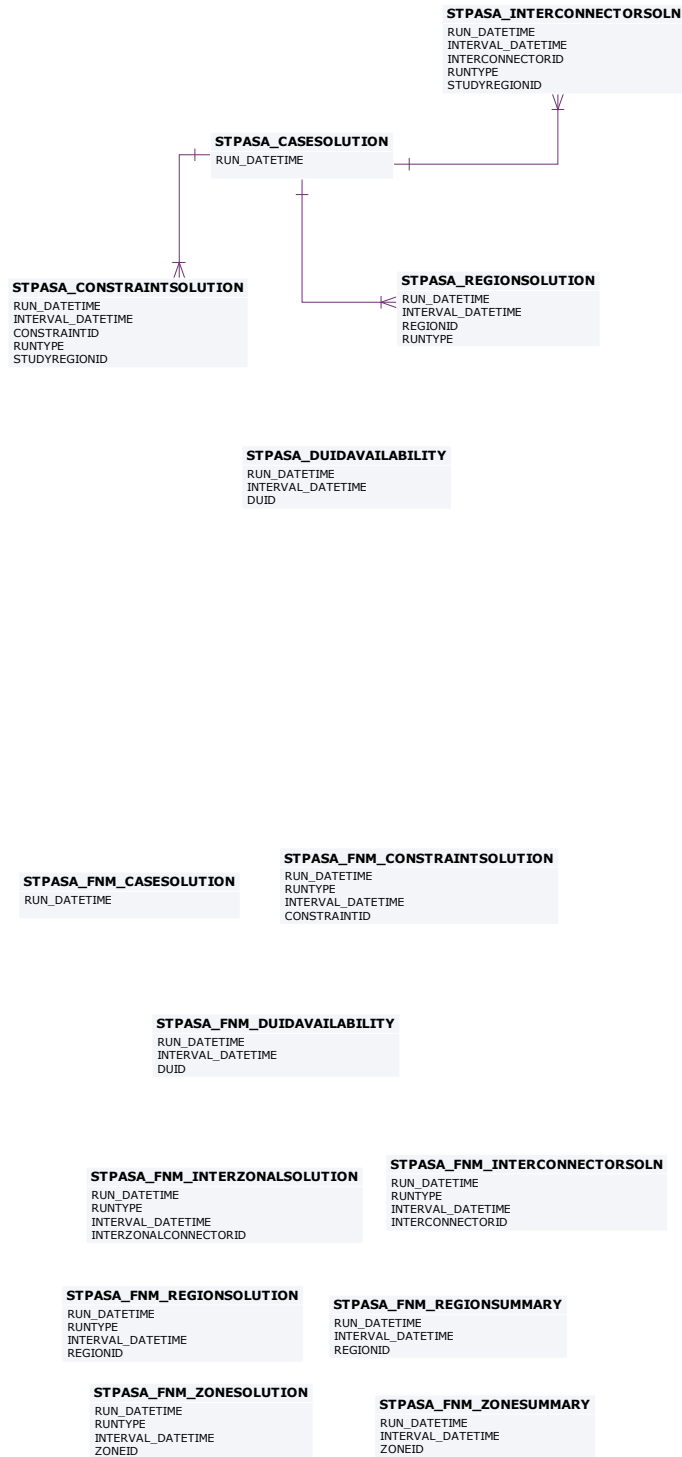 STPASA_INTERCONNECTORSOLN
RUN_DATETIME
INTERVAL_DATETIME
INTERCONNECTORID
RUNTYPE
STUDYREGIONID
STPASA_CASESOLUTION
RUN_DATETIME
STPASA_CONSTRAINTSOLUTION
RUN_DATETIME
INTERVAL_DATETIME
CONSTRAINTID
RUNTYPE
STUDYREGIONID
STPASA_REGIONSOLUTION
RUN_DATETIME
INTERVAL_DATETIME
REGIONID
RUNTYPE
STPASA_DUIDAVAILABILITY
RUN_DATETIME
INTERVAL_DATETIME
DUID
STPASA_FNM_CASESOLUTION
RUN_DATETIME
STPASA_FNM_CONSTRAINTSOLUTION
RUN_DATETIME
RUNTYPE
INTERVAL_DATETIME
CONSTRAINTID
STPASA_FNM_DUIDAVAILABILITY
RUN_DATETIME
INTERVAL_DATETIME
DUID
STPASA_FNM_INTERZONALSOLUTION
RUN_DATETIME
RUNTYPE
INTERVAL_DATETIME
INTERZONALCONNECTORID
STPASA_FNM_INTERCONNECTORSOLN
RUN_DATETIME
RUNTYPE
INTERVAL_DATETIME
INTERCONNECTORID
STPASA_FNM_REGIONSOLUTION
RUN_DATETIME
RUNTYPE
INTERVAL_DATETIME
REGIONID
STPASA_FNM_REGIONSUMMARY
RUN_DATETIME
INTERVAL_DATETIME
REGIONID
STPASA_FNM_ZONESOLUTION
RUN_DATETIME
RUNTYPE
INTERVAL_DATETIME
ZONEID
STPASA_FNM_ZONESUMMARY
RUN_DATETIME
INTERVAL_DATETIME
ZONEID